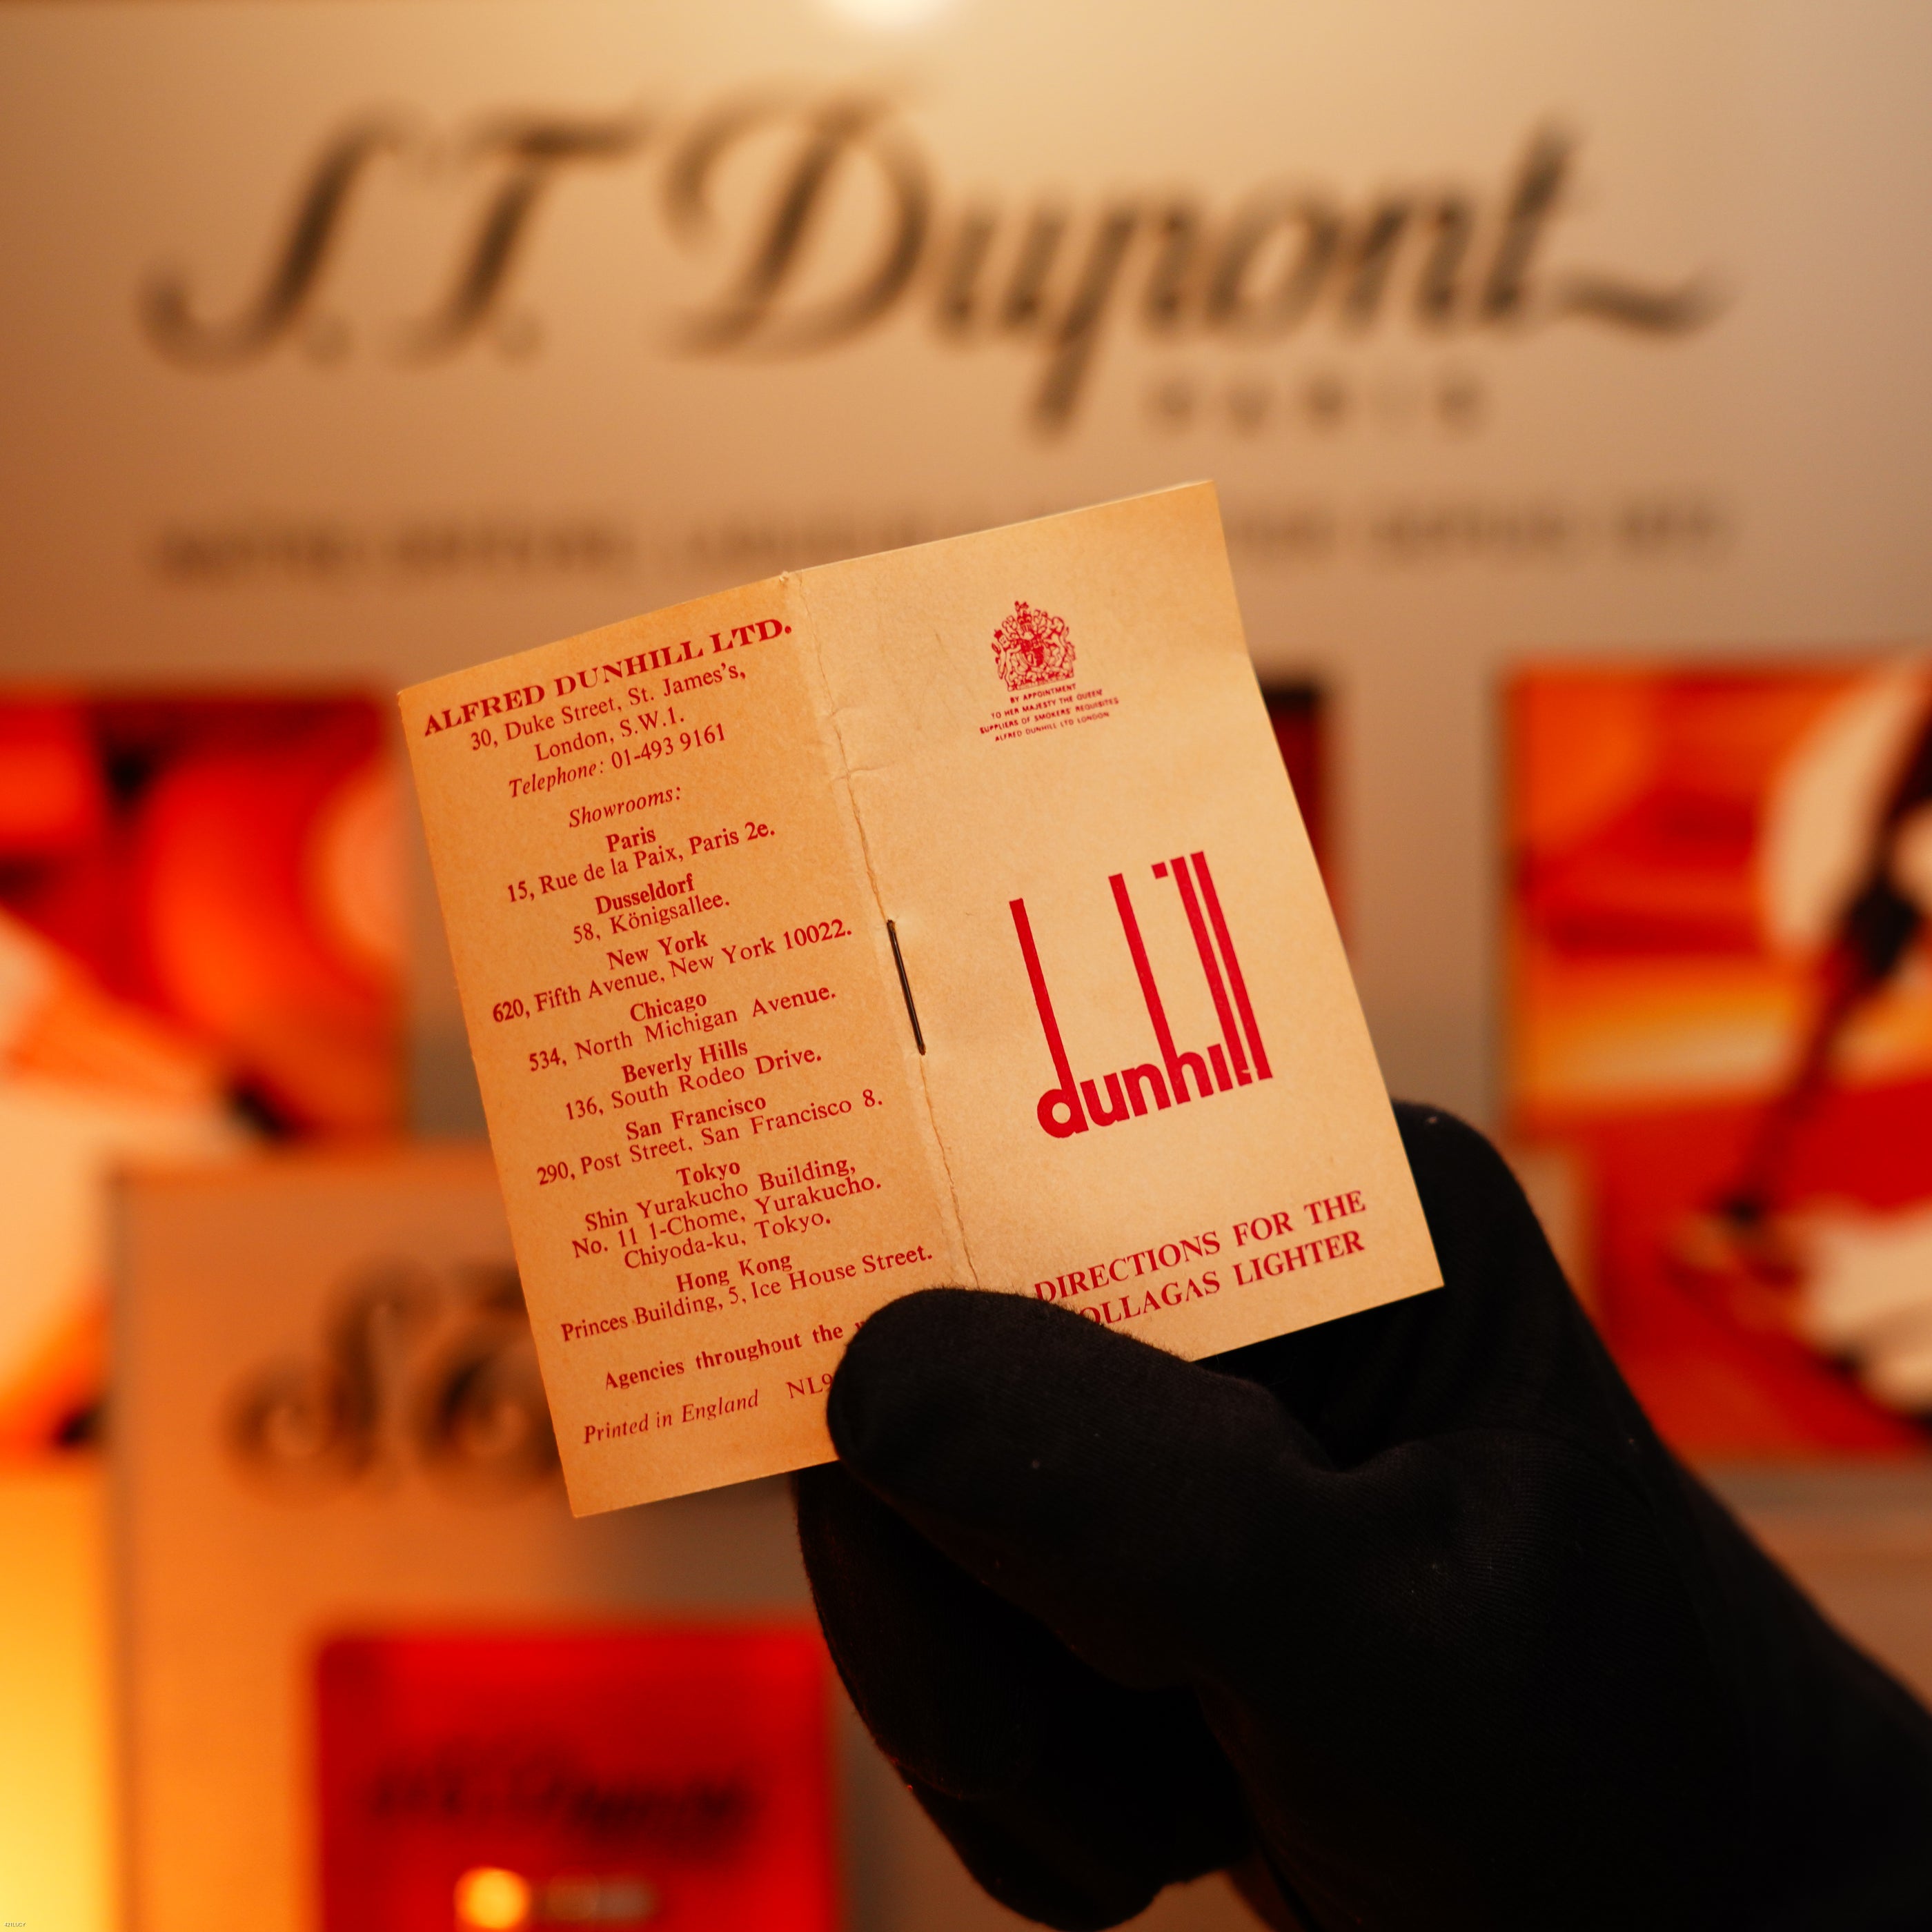 S.T. Dupont
PARIS
ALFRED DUNHILL LTD.
30, Duke Street, St. James's,
London, S.W.1.
Telephone: 01-493 9161
Showrooms:
Paris
15, Rue de la Paix, Paris 2e.
Dusseldorf
58, Königsallee.
New York
620, Fifth Avenue, New York 10022.
Chicago
534, North Michigan Avenue.
Beverly Hills
136, South Rodeo Drive.
San Francisco
290, Post Street, San Francisco 8.
Tokyo
Shin Yurakucho Building,
No. 11 1-Chome, Yurakucho.
Chiyoda-ku, Tokyo.
Hong Kong
Princes Building, 5, Ice House Street.
Agencies throughout the
Printed in England NL9
BY APPOINTMENT
TO HER MAJESTY THE QUEEN
SUPPLIERS OF SMOKERS' REQUISITES
ALFRED DUNHILL LTD LONDON
dunhill
DIRECTIONS FOR THE
OLLAGAS LIGHTER